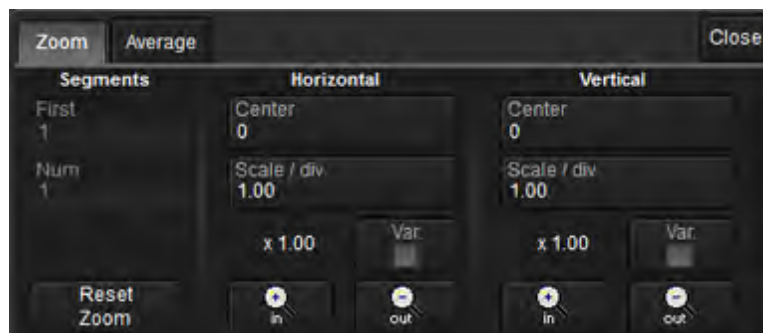 Zoom Average Close
Segments Horizontal Vertical
First Center Center
1 0 0
Num Scale / div Scale / div
1 1.00 1.00
x 1.00 Var. x 1.00 Var.
Reset
Zoom
in out in out